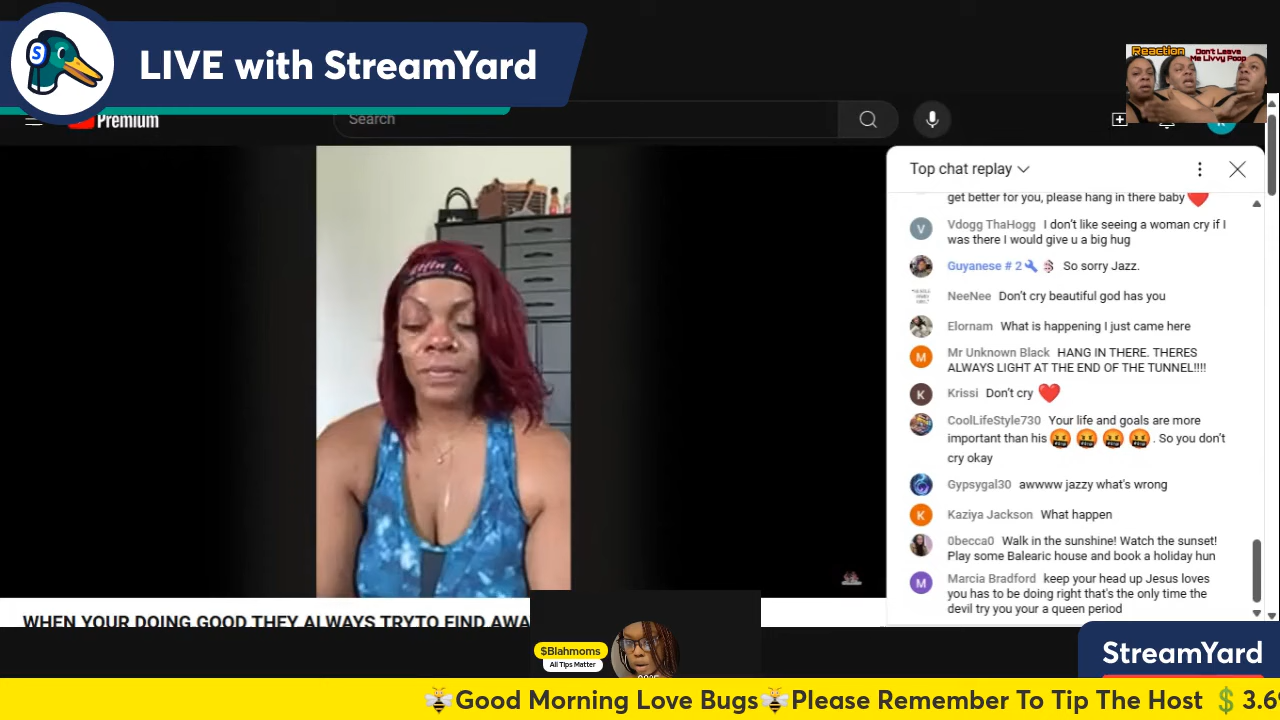 S
LIVE with StreamYard
Reaction
Don't Leave
Me Livvy Poop
Premium
Search
Top chat replay
get better for you, please hang in there baby ❤️
V
Vdogg ThaHogg I don't like seeing a woman cry if I
was there I would give u a big hug
Guyanese # 2 So sorry Jazz.
NeeNee Don't cry beautiful god has you
Elornam What is happening I just came here
M
Mr Unknown Black HANG IN THERE. THERES
ALWAYS LIGHT AT THE END OF THE TUNNEL!!!!
K
Krissi Don't cry ❤️
CoolLifeStyle730 Your life and goals are more
important than his 🤬 🤬 🤬 🤬 . So you don't
cry okay
Gypsygal30 awwww jazzy what's wrong
K
Kaziya Jackson What happen
0becca0 Walk in the sunshine! Watch the sunset!
Play some Balearic house and book a holiday hun
M
Marcia Bradford keep your head up Jesus loves
you has to be doing right that's the only time the
devil try you your a queen period
WHEN YOUR DOING GOOD THEY ALWAYS TRYTO FIND AWA
$Blahmoms
All Tips Matter
StreamYard
🐝Good Morning Love Bugs🐝Please Remember To Tip The Host 💲3.69